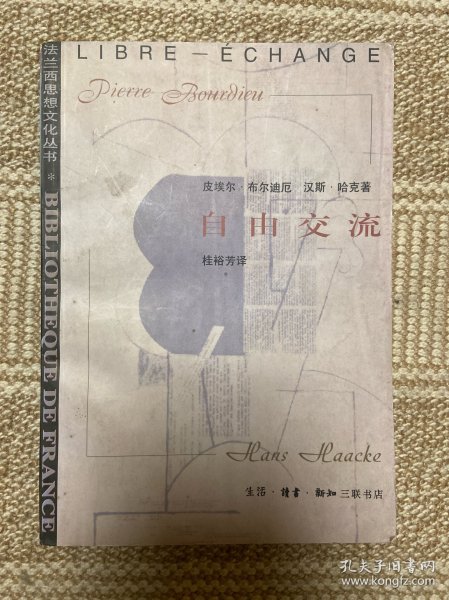 LIBRE — ÉCHANGE
Pierre Bourdieu
皮埃尔·布尔迪厄 汉斯·哈克著
自由交流
桂裕芳译
Hans Haacke
生活·讀書·新知三联书店
法兰西思想文化丛书 * BIBLIOTHEQUE DE FRANCE
孔夫子旧书网
www.kongfz.com